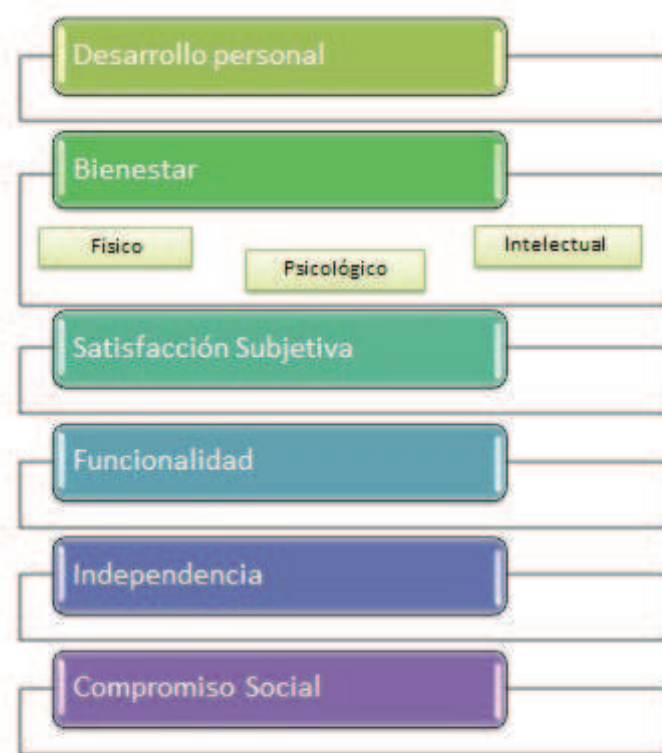 Desarrollo personal
Bienestar
Fisico
Psicológico
Intelectual
Satisfacción Subjetiva
Funcionalidad
Independencia
Compromiso Social